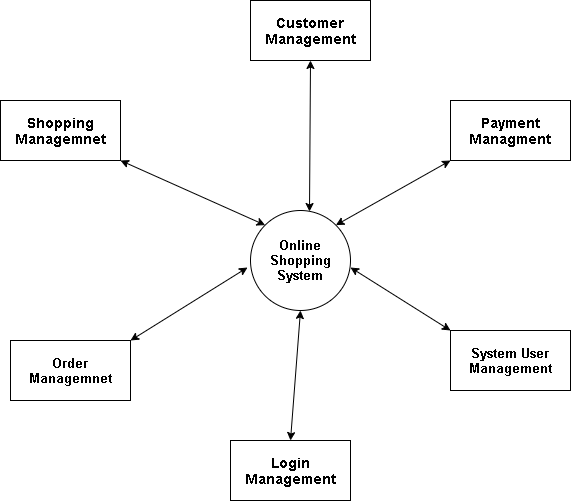 Customer
Management
Shopping
Managemnet
Payment
Managment
Online
Shopping
System
Order
Managemnet
System User
Management
Login
Management